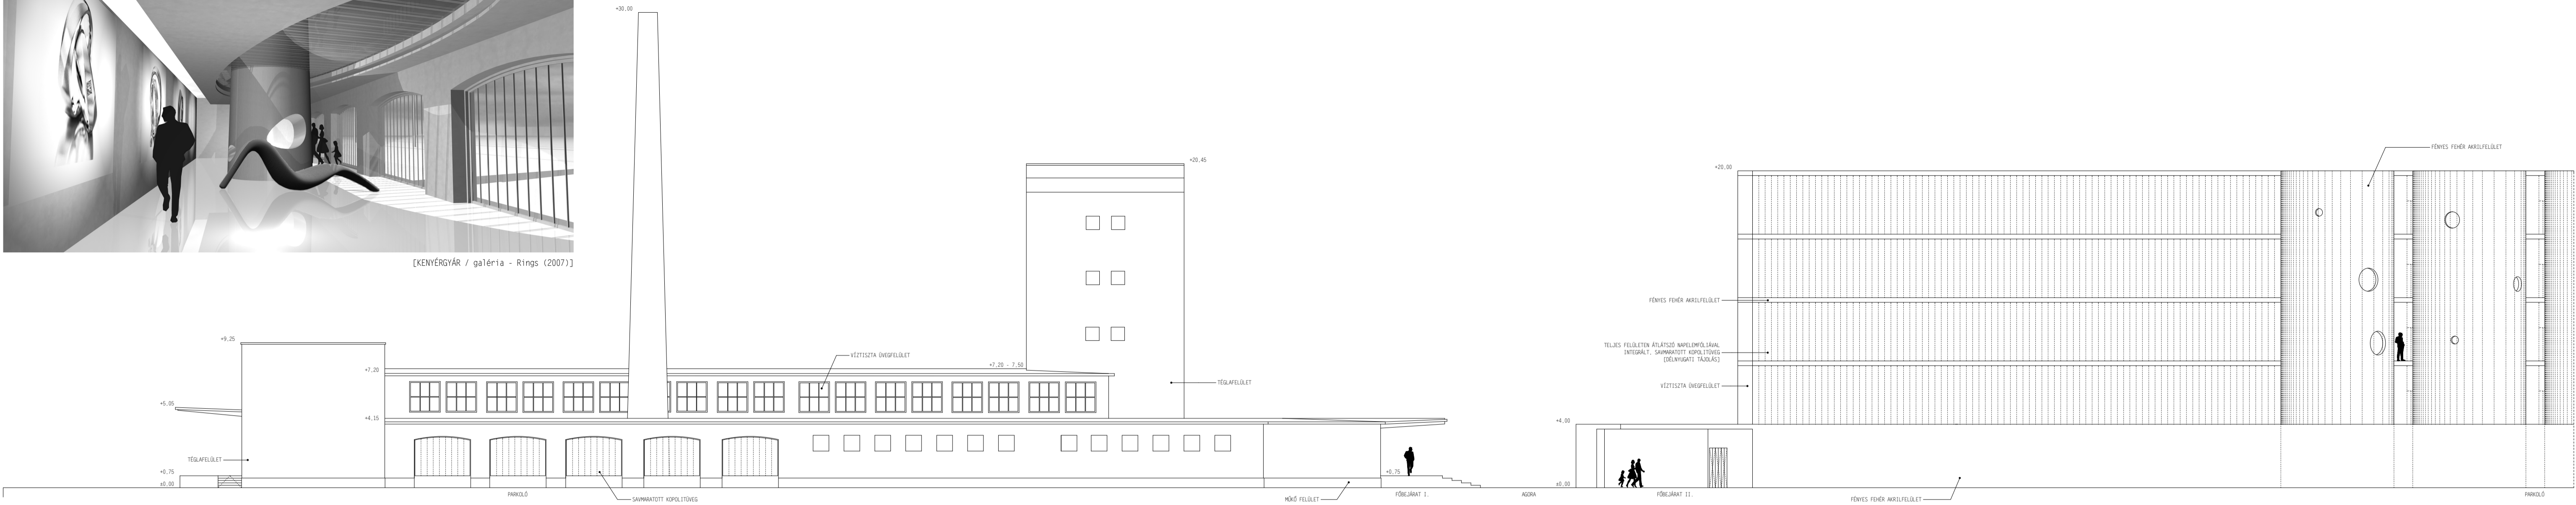 +30,00
[KENYÉRGYÁR / galéria - Rings (2007)]
+20,45
+20,00
FÉNYES FEHÉR AKRILFELÜLET
FÉNYES FEHÉR AKRILFELÜLET
+9,25
VÍZTISZTA ÜVEGFELÜLET
+7,20 - 7,50
+7,20
TÉGLAFELÜLET
TELJES FELÜLETEN ÁTLÁTSZÓ NAPELEMFÓLIÁVAL
INTEGRÁLT, SAVMARATOTT KOPOLITÜVEG
[DÉLNYUGATI TÁJOLÁS]
VÍZTISZTA ÜVEGFELÜLET
+5,05
+4,15
+4,00
TÉGLAFELÜLET
+0,75
+0,75
±0,00
±0,00
PARKOLÓ
SAVMARATOTT KOPOLITÜVEG
MŰKŐ FELÜLET
FŐBEJÁRAT I.
AGORA
FŐBEJÁRAT II.
FÉNYES FEHÉR AKRILFELÜLET
PARKOLÓ